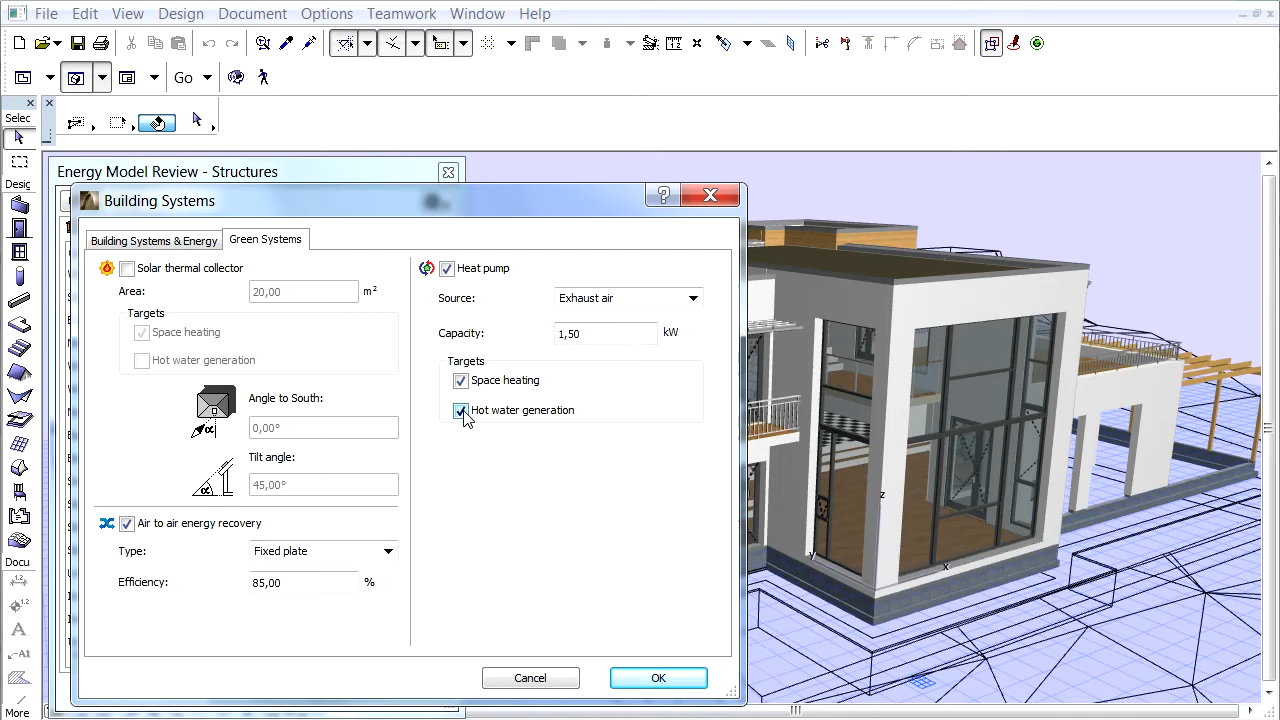 File Edit View Design Document Options Teamwork Window Help
Go
Selec
Desig
Docu
More
Energy Model Review - Structures
Building Systems
Building Systems & Energy
Green Systems
Solar thermal collector
Area: 20,00 m²
Targets
Space heating
Hot water generation
Angle to South:
0,00°
Tilt angle:
45,00°
Air to air energy recovery
Type: Fixed plate
Efficiency: 85,00 %
Heat pump
Source: Exhaust air
Capacity: 1,50 kW
Targets
Space heating
Hot water generation
Cancel OK
z
y
x